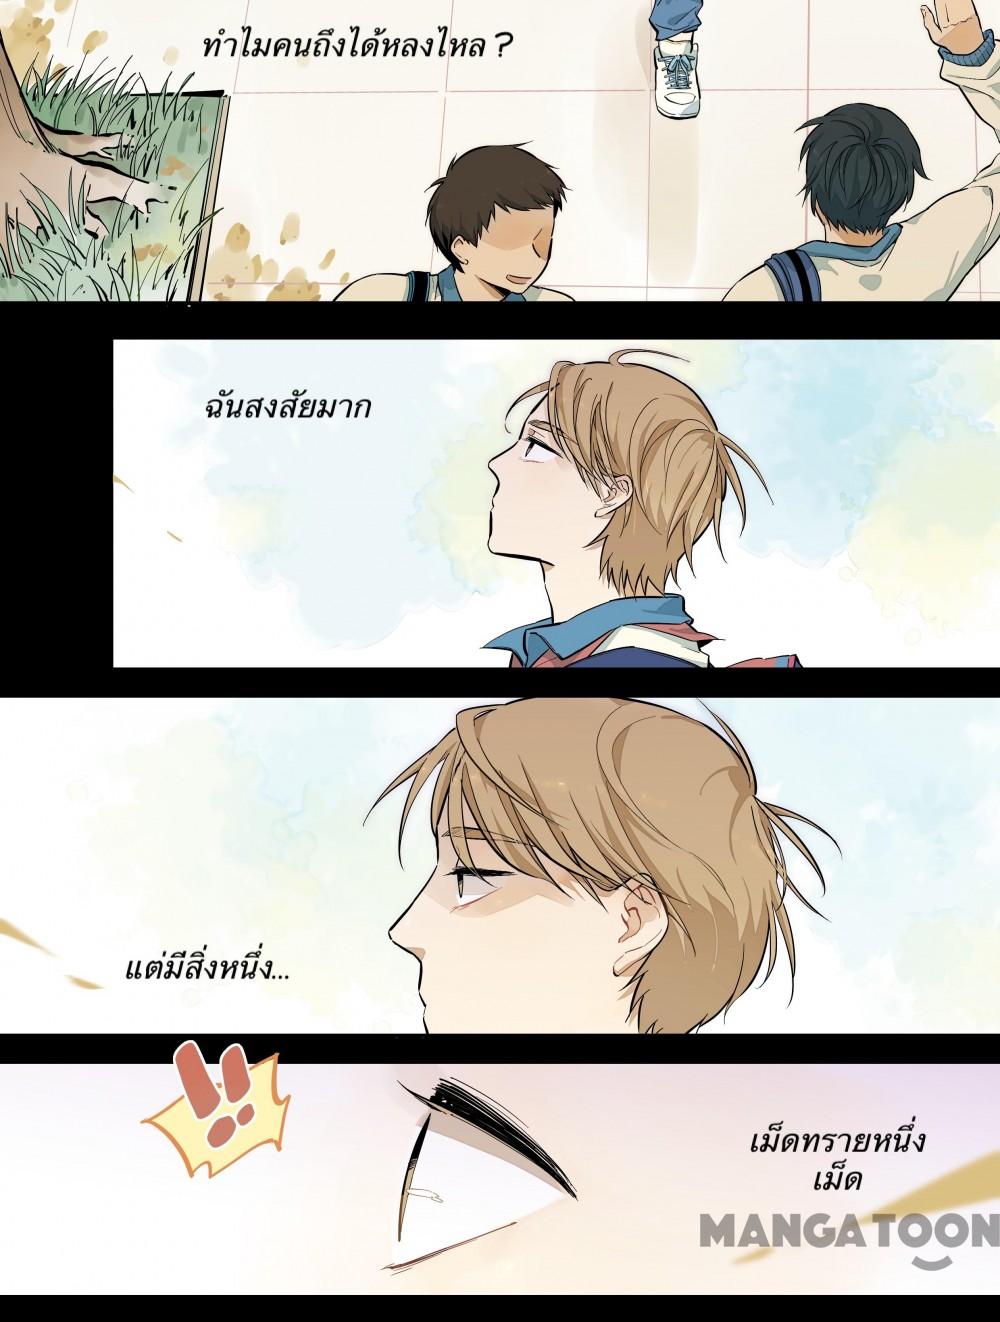 ทำไมคนถึงได้หลงไหล ?
ฉันสงสัยมาก
แต่มีสิ่งหนึ่ง...
!!
เม็ดทรายหนึ่ง
เม็ด
MANGATOON